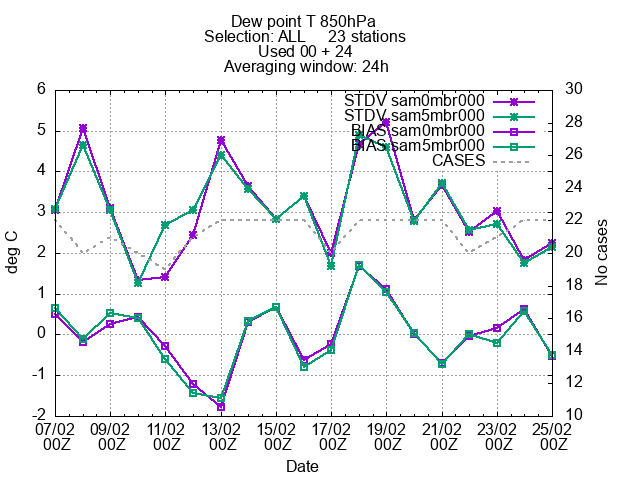 Dew point T 850hPa
Selection: ALL     23 stations
Used 00 + 24
Averaging window: 24h
6
5
4
3
2
1
0
-1
-2
deg C
30
28
26
24
22
20
18
16
14
12
10
No cases
STDV sam0mbr000
STDV sam5mbr000
BIAS sam0mbr000
BIAS sam5mbr000
CASES
07/02 09/02 11/02 13/02 15/02 17/02 19/02 21/02 23/02 25/02
00Z 00Z 00Z 00Z 00Z 00Z 00Z 00Z 00Z 00Z
Date